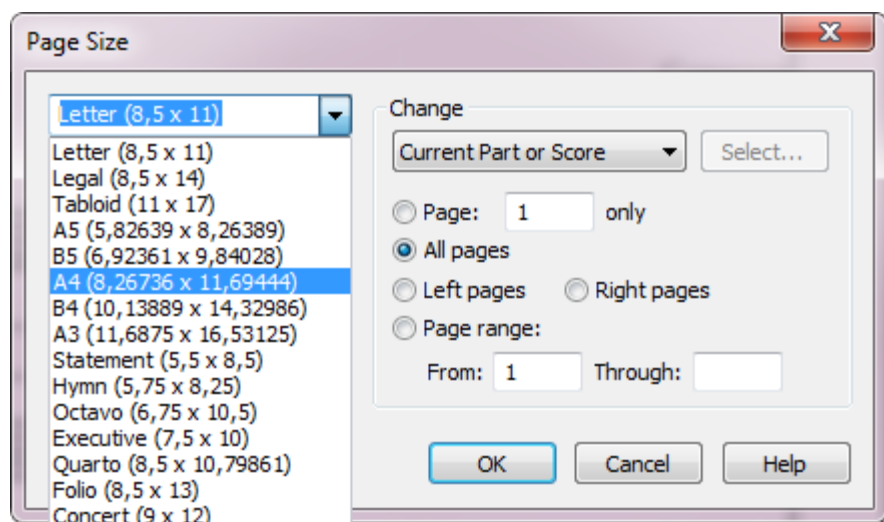 Page Size
Letter (8,5 x 11)
Letter (8,5 x 11)
Legal (8,5 x 14)
Tabloid (11 x 17)
A5 (5,82639 x 8,26389)
B5 (6,92361 x 9,84028)
A4 (8,26736 x 11,69444)
B4 (10,13889 x 14,32986)
A3 (11,6875 x 16,53125)
Statement (5,5 x 8,5)
Hymn (5,75 x 8,25)
Octavo (6,75 x 10,5)
Executive (7,5 x 10)
Quarto (8,5 x 10,79861)
Folio (8,5 x 13)
Concert (9 x 12)
Change
Current Part or Score Select...
Page: 1 only
All pages
Left pages Right pages
Page range:
From: 1 Through:
OK Cancel Help